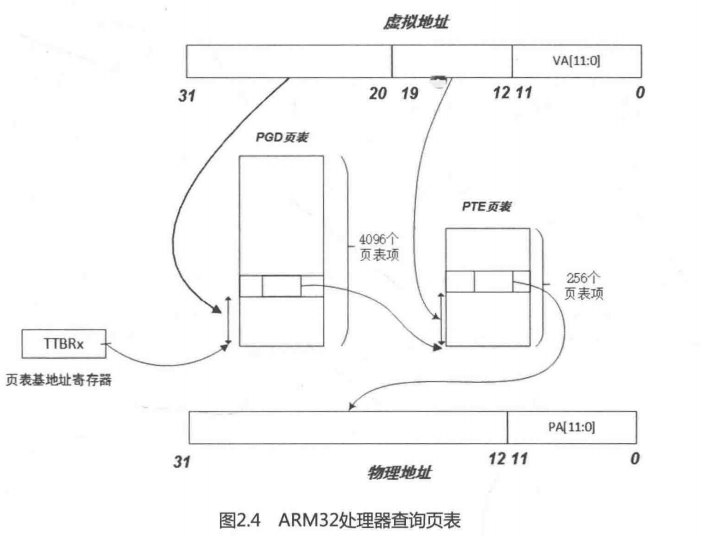 虚拟地址
VA[11:0]
31 20 19 12 11 0
PGD页表
4096个
页表项
PTE页表
256个
页表项
TTBRx
页表基地址寄存器
PA[11:0]
31 12 11 0
物理地址
图2.4 ARM32处理器查询页表